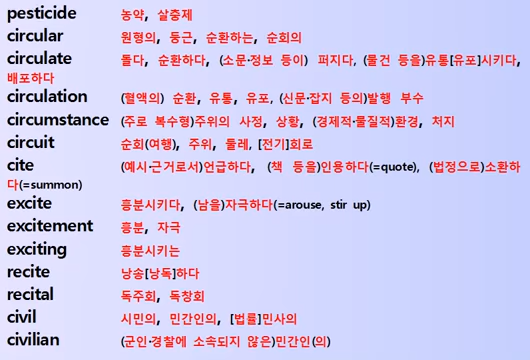 pesticide 농약, 살충제
circular 원형의, 둥근, 순환하는, 순회의
circulate 돌다, 순환하다, (소문·정보 등이) 퍼지다, (물건 등을)유통[유포]시키다,
배포하다
circulation (혈액의) 순환, 유통, 유포, (신문·잡지 등의)발행 부수
circumstance (주로 복수형)주위의 사정, 상황, (경제적·물질적)환경, 처지
circuit 순회(여행), 주위, 둘레, [전기]회로
cite (예시·근거로서)언급하다, (책 등을)인용하다(=quote), (법정으로)소환하
다(=summon)
excite 흥분시키다, (남을)자극하다(=arouse, stir up)
excitement 흥분, 자극
exciting 흥분시키는
recite 낭송[낭독]하다
recital 독주회, 독창회
civil 시민의, 민간인의, [법률]민사의
civilian (군인·경찰에 소속되지 않은)민간인(의)